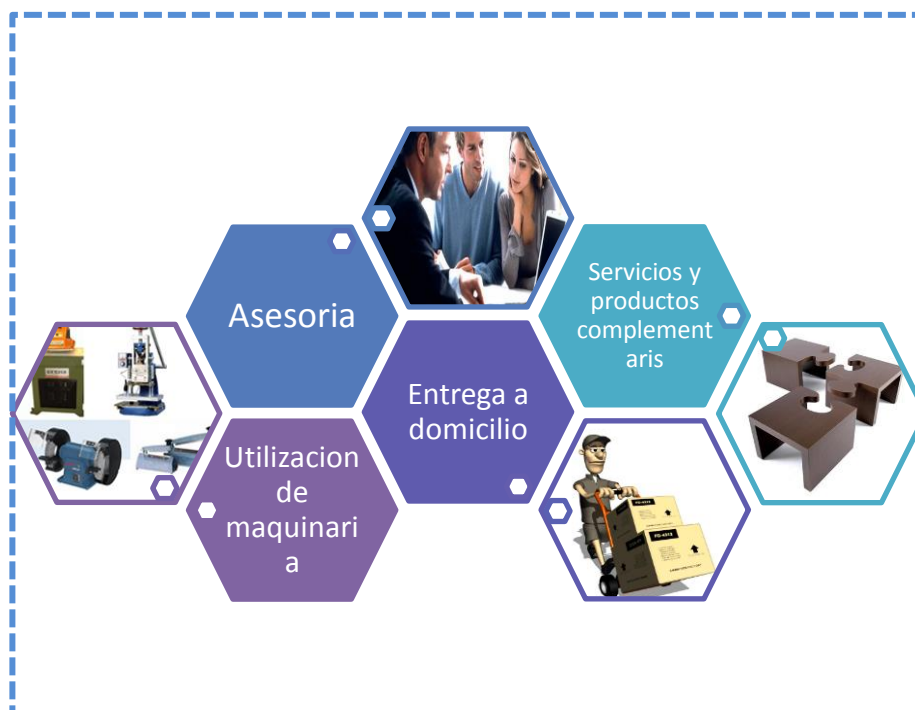 Asesoria
Servicios y
productos
complement
aris
Entrega a
domicilio
Utilizacion
de
maquinari
a